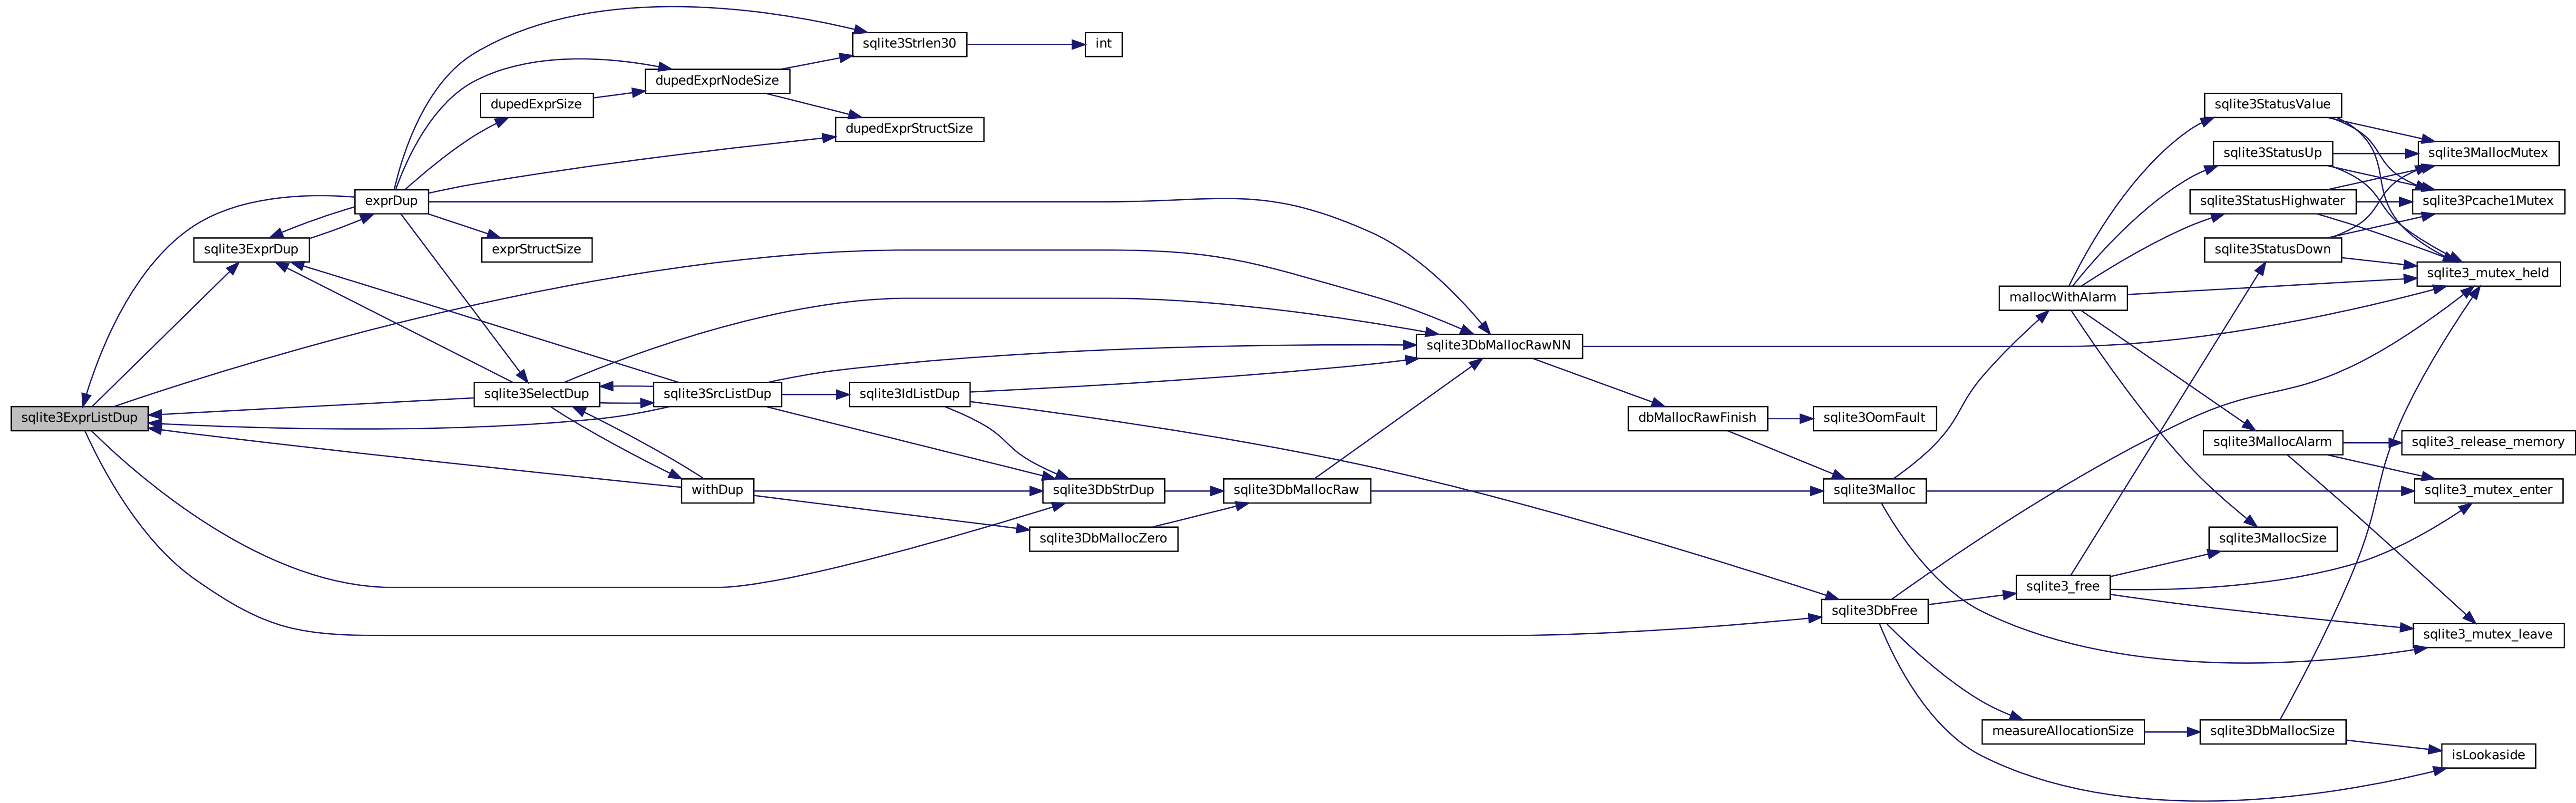 sqlite3Strlen30
int
dupedExprNodeSize
dupedExprSize
sqlite3StatusValue
dupedExprStructSize
sqlite3StatusUp
sqlite3MallocMutex
exprDup
sqlite3StatusHighwater
sqlite3Pcache1Mutex
sqlite3ExprDup
exprStructSize
sqlite3StatusDown
sqlite3_mutex_held
mallocWithAlarm
sqlite3DbMallocRawNN
sqlite3SelectDup
sqlite3SrcListDup
sqlite3IdListDup
sqlite3ExprListDup
dbMallocRawFinish
sqlite3OomFault
sqlite3MallocAlarm
sqlite3_release_memory
withDup
sqlite3DbStrDup
sqlite3DbMallocRaw
sqlite3Malloc
sqlite3_mutex_enter
sqlite3DbMallocZero
sqlite3MallocSize
sqlite3_free
sqlite3DbFree
sqlite3_mutex_leave
measureAllocationSize
sqlite3DbMallocSize
isLookaside